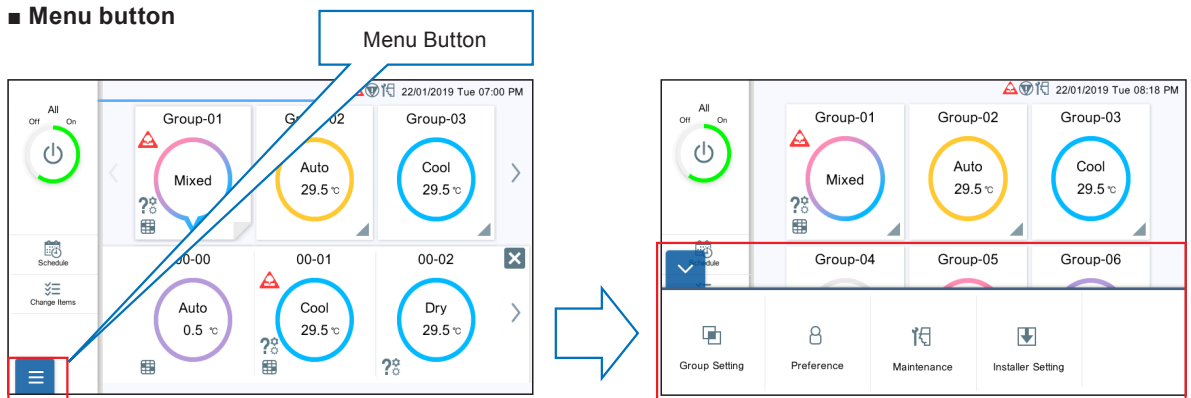 ■ Menu button
Menu Button
22/01/2019 Tue 07:00 PM
All
Off On
Group-01
Group-02
Group-03
Mixed
Auto
29.5 ℃
Cool
29.5 ℃
Schedule
Change Items
00-00
00-01
00-02
Auto
0.5 ℃
Cool
29.5 ℃
Dry
29.5 ℃
22/01/2019 Tue 08:18 PM
All
Off On
Group-01
Group-02
Group-03
Mixed
Auto
29.5 ℃
Cool
29.5 ℃
Schedule
Group-04
Group-05
Group-06
Group Setting
Preference
Maintenance
Installer Setting